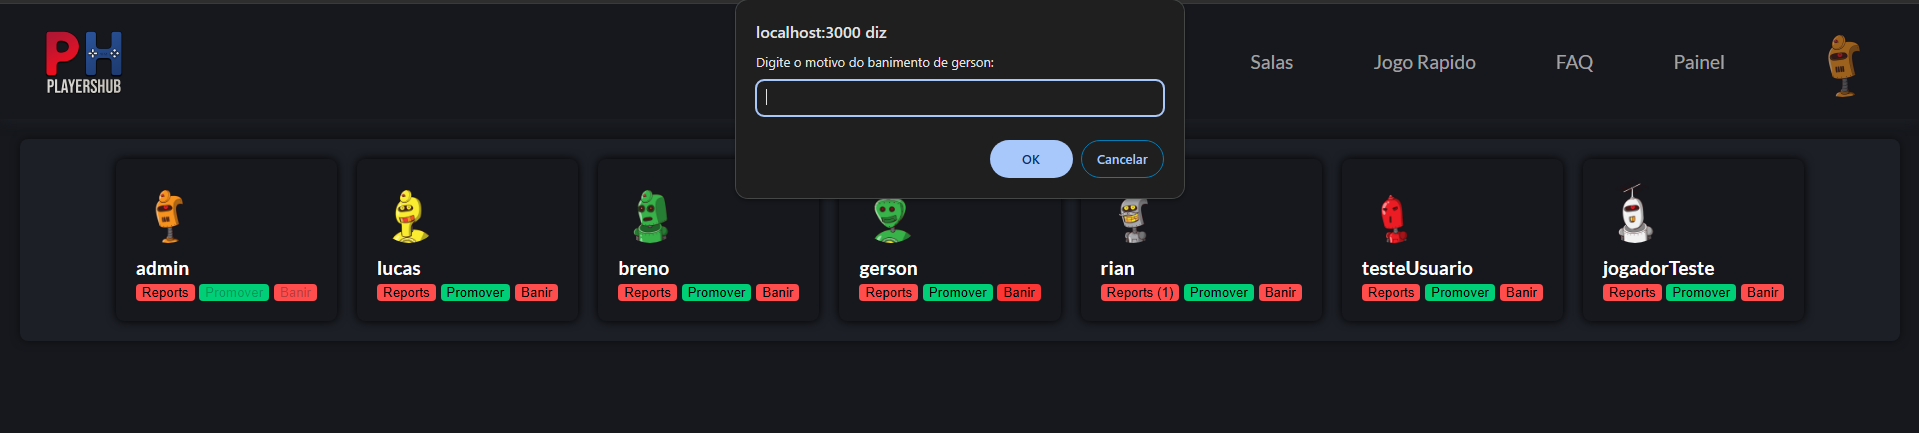 PH
PLAYERSHUB
localhost:3000 diz
Digite o motivo do banimento de gerson:
OK Cancelar
Salas Jogo Rapido FAQ Painel
admin
Reports Promover Banir
lucas
Reports Promover Banir
breno
Reports Promover Banir
gerson
Reports Promover Banir
rian
Reports (1) Promover Banir
testeUsuario
Reports Promover Banir
jogadorTeste
Reports Promover Banir